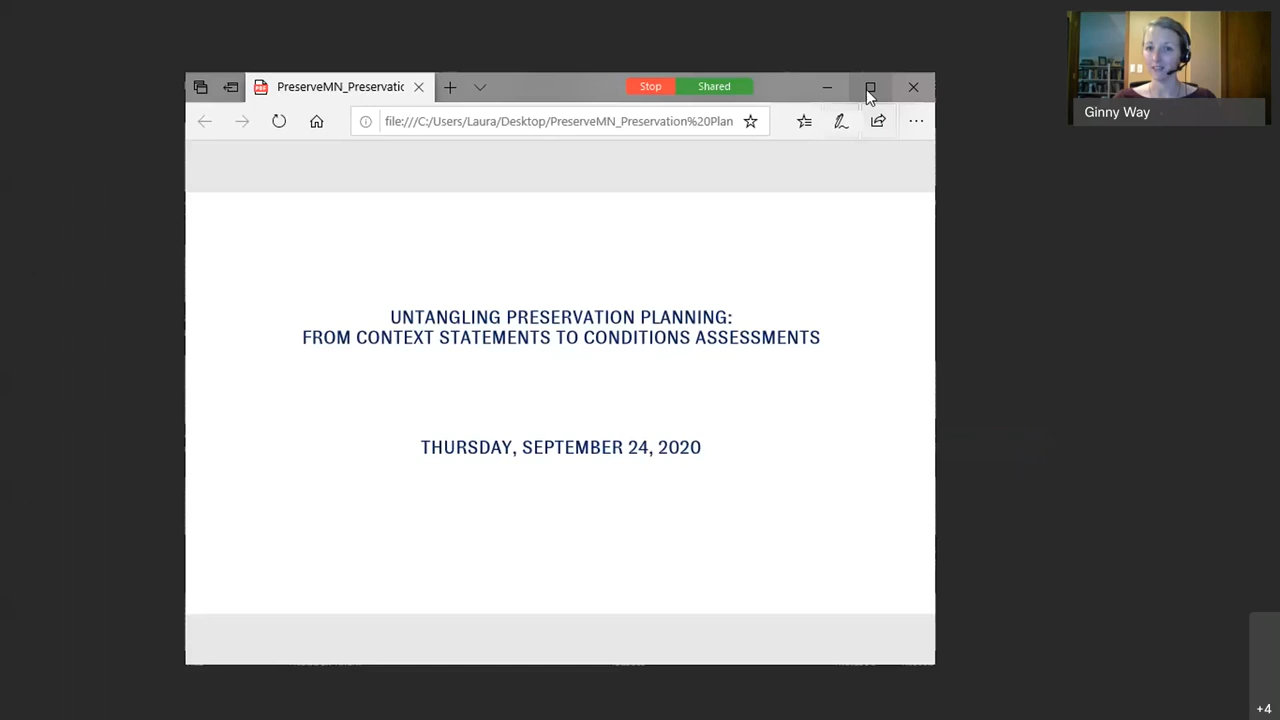 PreserveMN_Preservatic
Stop
Shared
Ginny Way
file:///C:/Users/Laura/Desktop/PreserveMN_Preservation%20Plan
UNTANGLING PRESERVATION PLANNING:
FROM CONTEXT STATEMENTS TO CONDITIONS ASSESSMENTS
THURSDAY, SEPTEMBER 24, 2020
+4